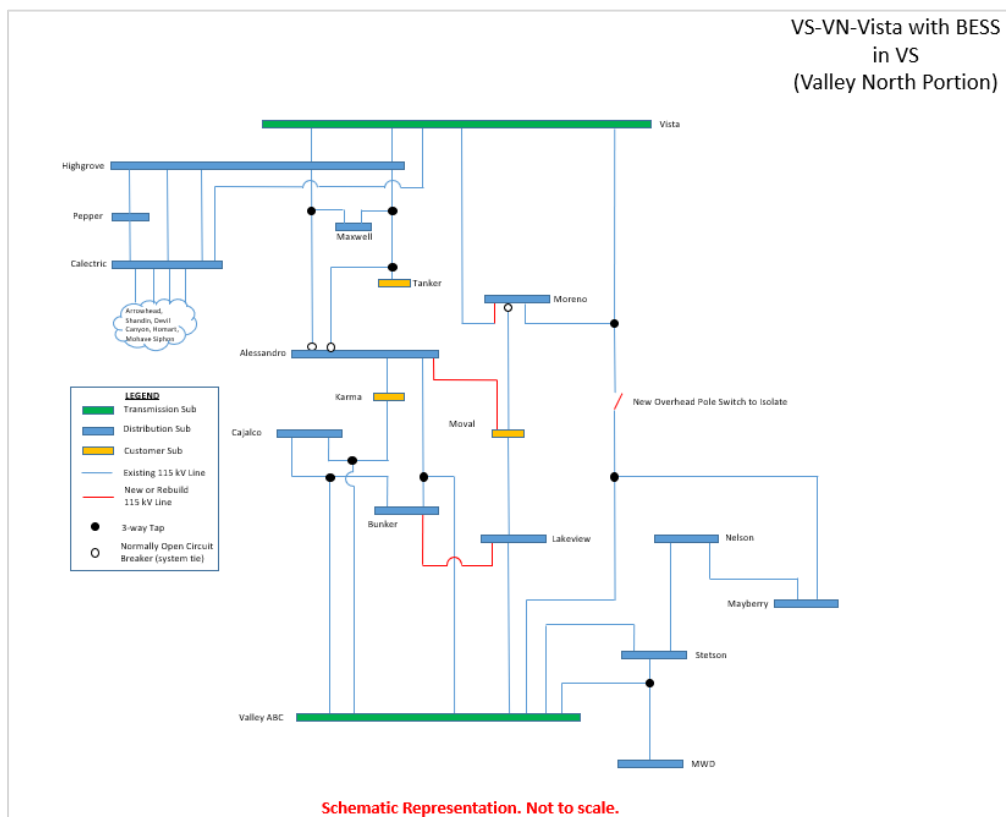 VS-VN-Vista with BESS
in VS
(Valley North Portion)
Vista
Highgrove
Pepper
Maxwell
Calectric
Tanker
Moreno
Arrowhead,
Shandin, Devil
Canyon, Homart,
Mohave Siphos
Alessandro
LEGEND
Transmission Sub
Distribution Sub
Customer Sub
Existing 115 kV Line
New or Rebuild
115 kV Line
3-way Tap
Normally Open Circuit
Breaker (system tie)
Karma
New Overhead Pole Switch to Isolate
Moval
Cajalco
Bunker
Lakeview
Nelson
Mayberry
Stetson
Valley ABC
MWD
Schematic Representation. Not to scale.